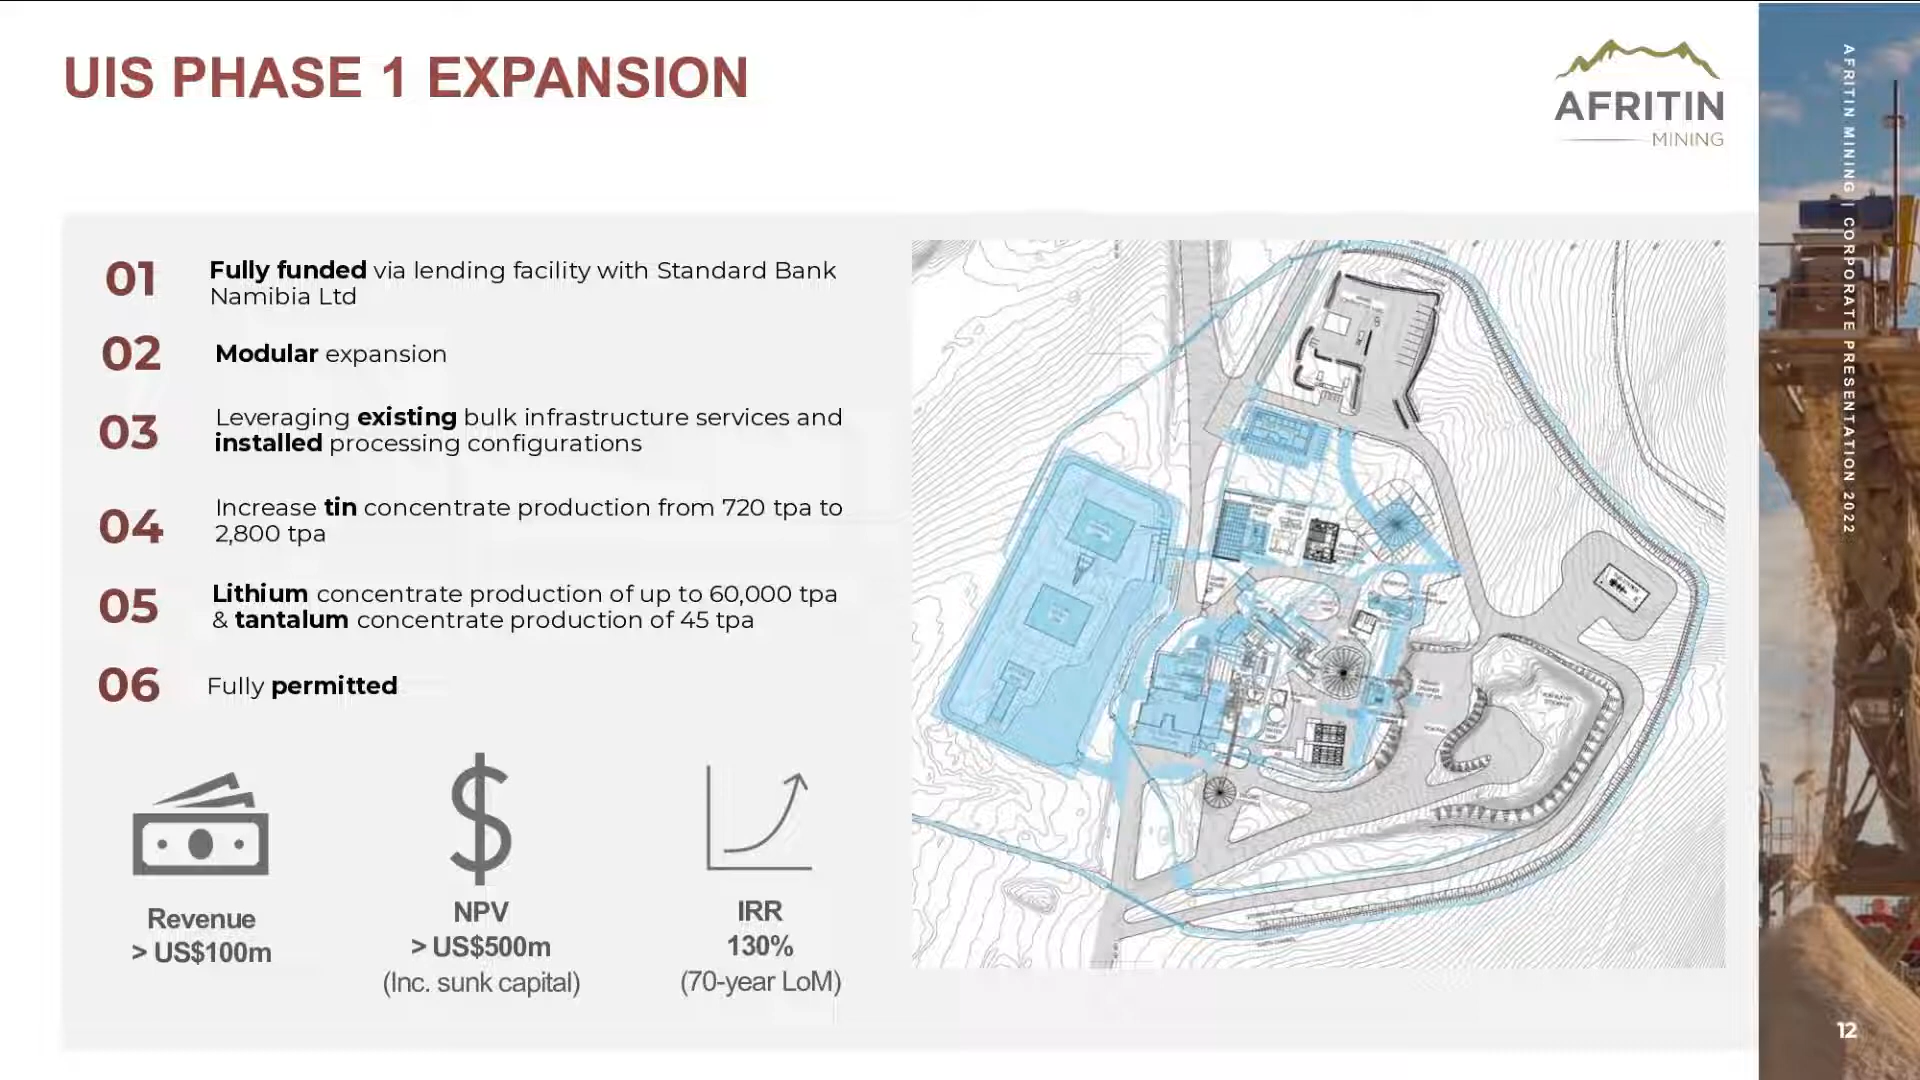 UIS PHASE 1 EXPANSION
AFRITIN
MINING
01
Fully funded via lending facility with Standard Bank
Namibia Ltd
02
Modular expansion
03
Leveraging existing bulk infrastructure services and
installed processing configurations
04
Increase tin concentrate production from 720 tpa to
2,800 tpa
05
Lithium concentrate production of up to 60,000 tpa
& tantalum concentrate production of 45 tpa
06
Fully permitted
Revenue
> US$100m
NPV
> US$500m
(Inc. sunk capital)
IRR
130%
(70-year LoM)
AFRITIN MINING | CORPORATE PRESENTATION 2022
12